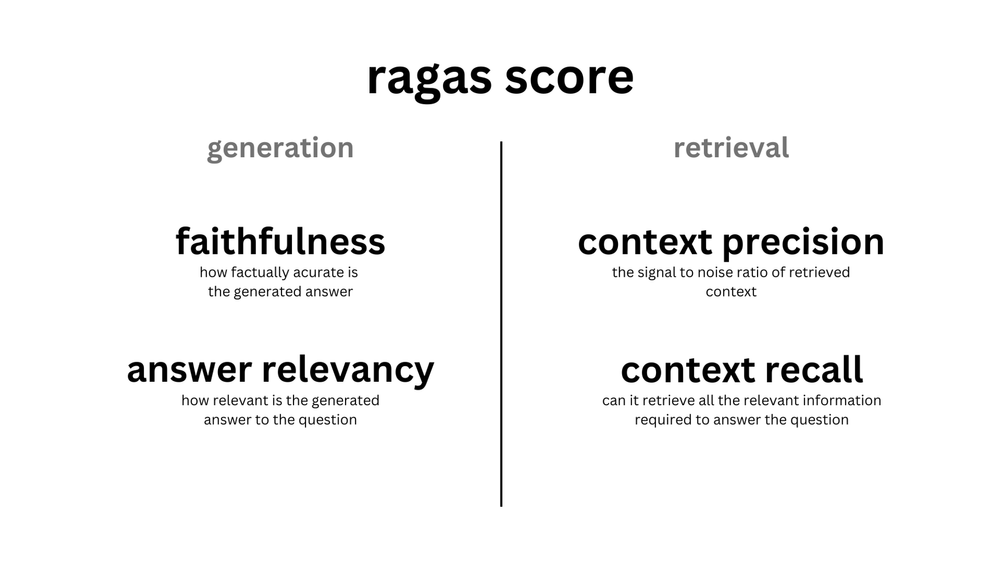 ragas score
generation
faithfulness
how factually acurate is
the generated answer
answer relevancy
how relevant is the generated
answer to the question
retrieval
context precision
the signal to noise ratio of retrieved
context
context recall
can it retrieve all the relevant information
required to answer the question